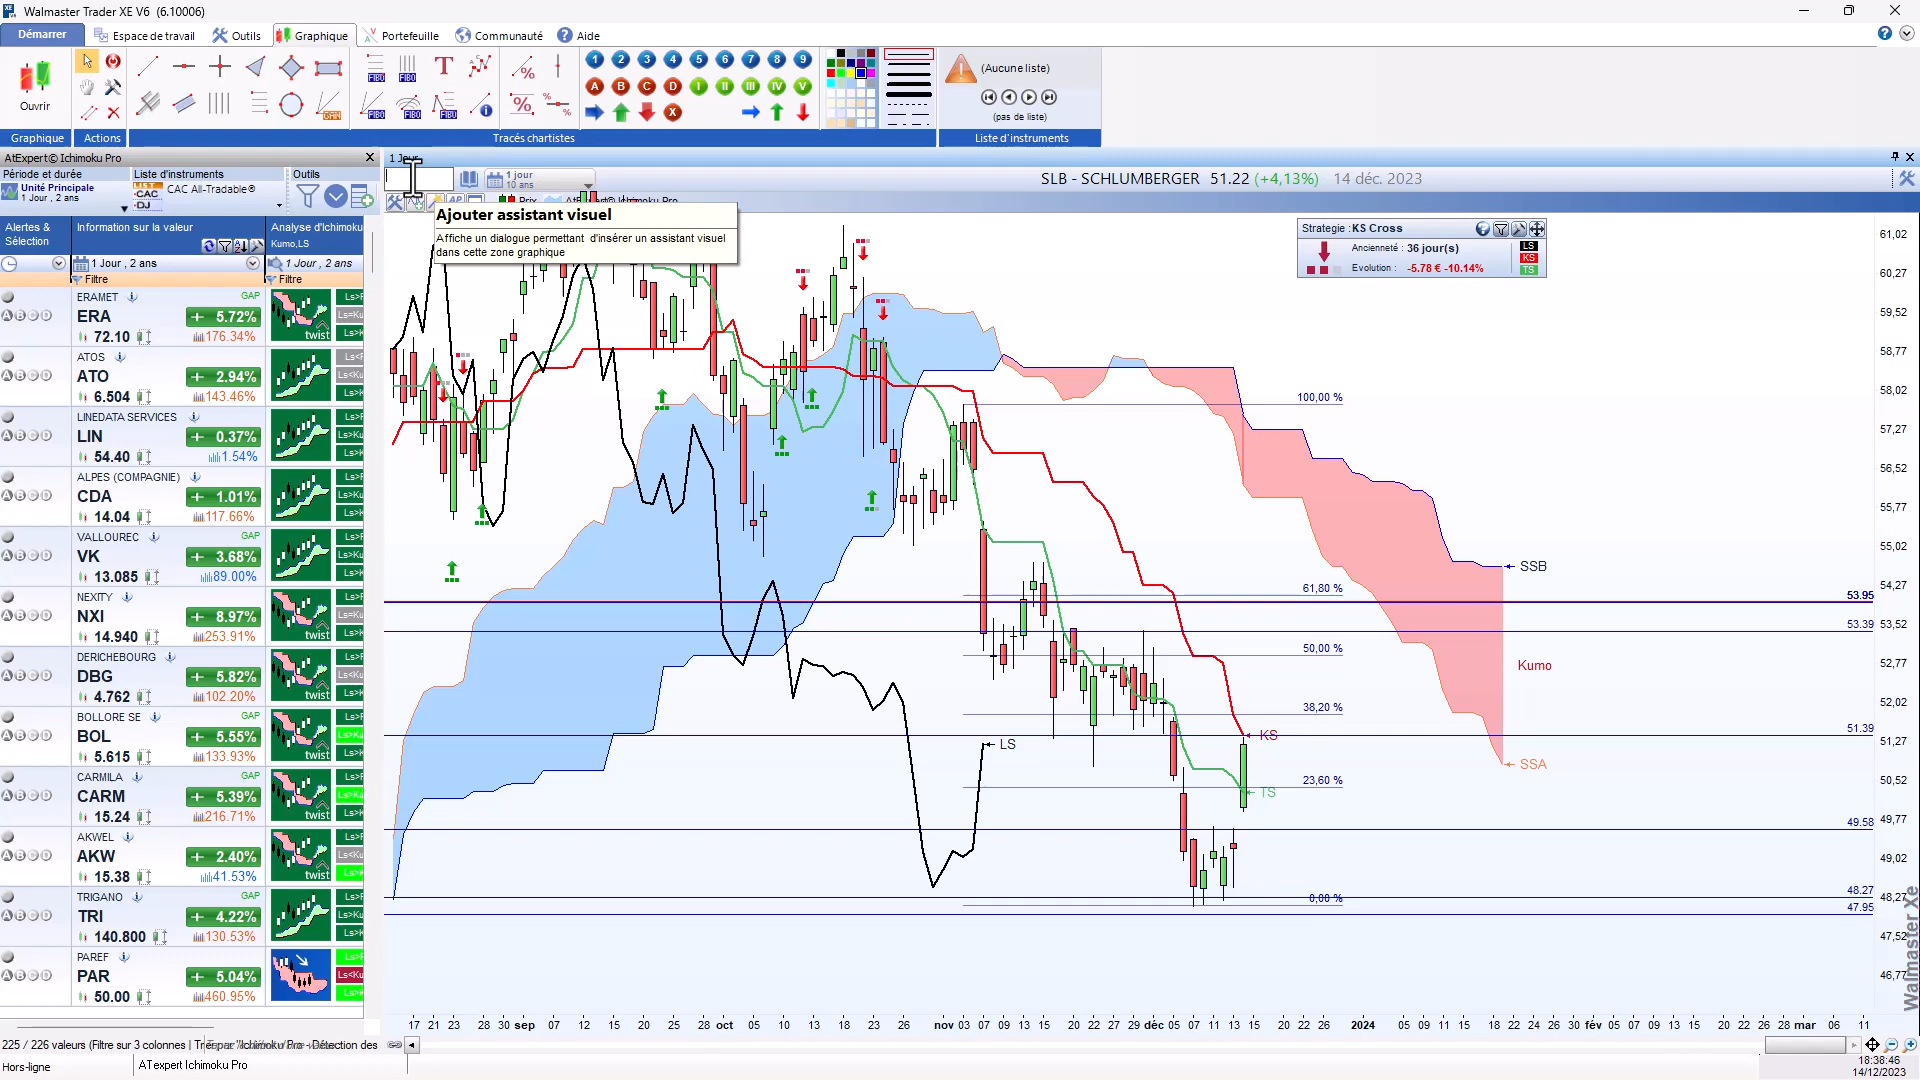 Walmaster Trader XE V6 (6.10006)
Démarrer
Espace de travail
Outils
Graphique
Portefeuille
Communauté
Aide
Ouvrir
(Aucune liste)
(pas de liste)
Graphique
Actions
Tracés chartistes
Liste d'instruments
AtExpert© Ichimoku Pro
Période et durée
Liste d'instruments
Outils
Unité Principale
1 Jour , 2 ans
CAC All-Tradable®
1 jour
10 ans
SLB - SCHLUMBERGER 51.22 (+4,13%) 14 déc. 2023
Ajouter assistant visuel
Affiche un dialogue permettant d'insérer un assistant visuel
dans cette zone graphique
Strategie : KS Cross
Ancienneté : 36 jour(s)
Evolution : -5.78 € -10.14%
LS
KS
TS
Alertes &
Sélection
Information sur la valeur
Analyse d'Ichimoku
Kumo,LS
1 Jour , 2 ans
1 Jour , 2 ans
Filtre
Filtre
ERAMET
GAP
ERA
+ 5.72%
72.10
176.34%
twist
ATOS
ATO
+ 2.94%
6.504
143.46%
LINEDATA SERVICES
LIN
+ 0.37%
54.40
1.54%
ALPES (COMPAGNIE)
CDA
+ 1.01%
14.04
117.66%
VALLOUREC
GAP
VK
+ 3.68%
13.085
89.00%
NEXITY
NXI
+ 8.97%
14.940
253.91%
twist
DERICHEBOURG
DBG
+ 5.82%
4.762
102.20%
twist
BOLLORE SE
GAP
BOL
+ 5.55%
5.615
133.93%
twist
CARMILA
GAP
CARM
+ 5.39%
15.24
216.71%
twist
AKWEL
AKW
+ 2.40%
15.38
41.53%
twist
TRIGANO
GAP
TRI
+ 4.22%
140.800
130.53%
PAREF
PAR
+ 5.04%
50.00
460.95%
61,02
60,27
59,52
58,77
58,02
57,27
56,52
55,77
55,02
54,27
53.95
53.39
53,52
52,77
52,02
51.39
51,27
50,52
49.58
49,77
49,02
48.27
48,27
47.95
47,52
46,77
100,00 %
61,80 %
50,00 %
38,20 %
23,60 %
0,00 %
SSB
Kumo
SSA
KS
TS
LS
Walmaster Xe
17 21 23 28 30 sep 07 12 15 20 25 28 oct 05 10 13 18 23 26 nov 03 07 09 13 15 20 22 27 29 déc 05 07 11 13 15 20 22 26 2024 05 09 11 15 18 22 24 26 30 fév 05 07 09 13 15 20 22 26 28 mar 06 11
225 / 226 valeurs (Filtre sur 3 colonnes
Hors-ligne
ATexpert Ichimoku Pro
18:38:46
14/12/2023